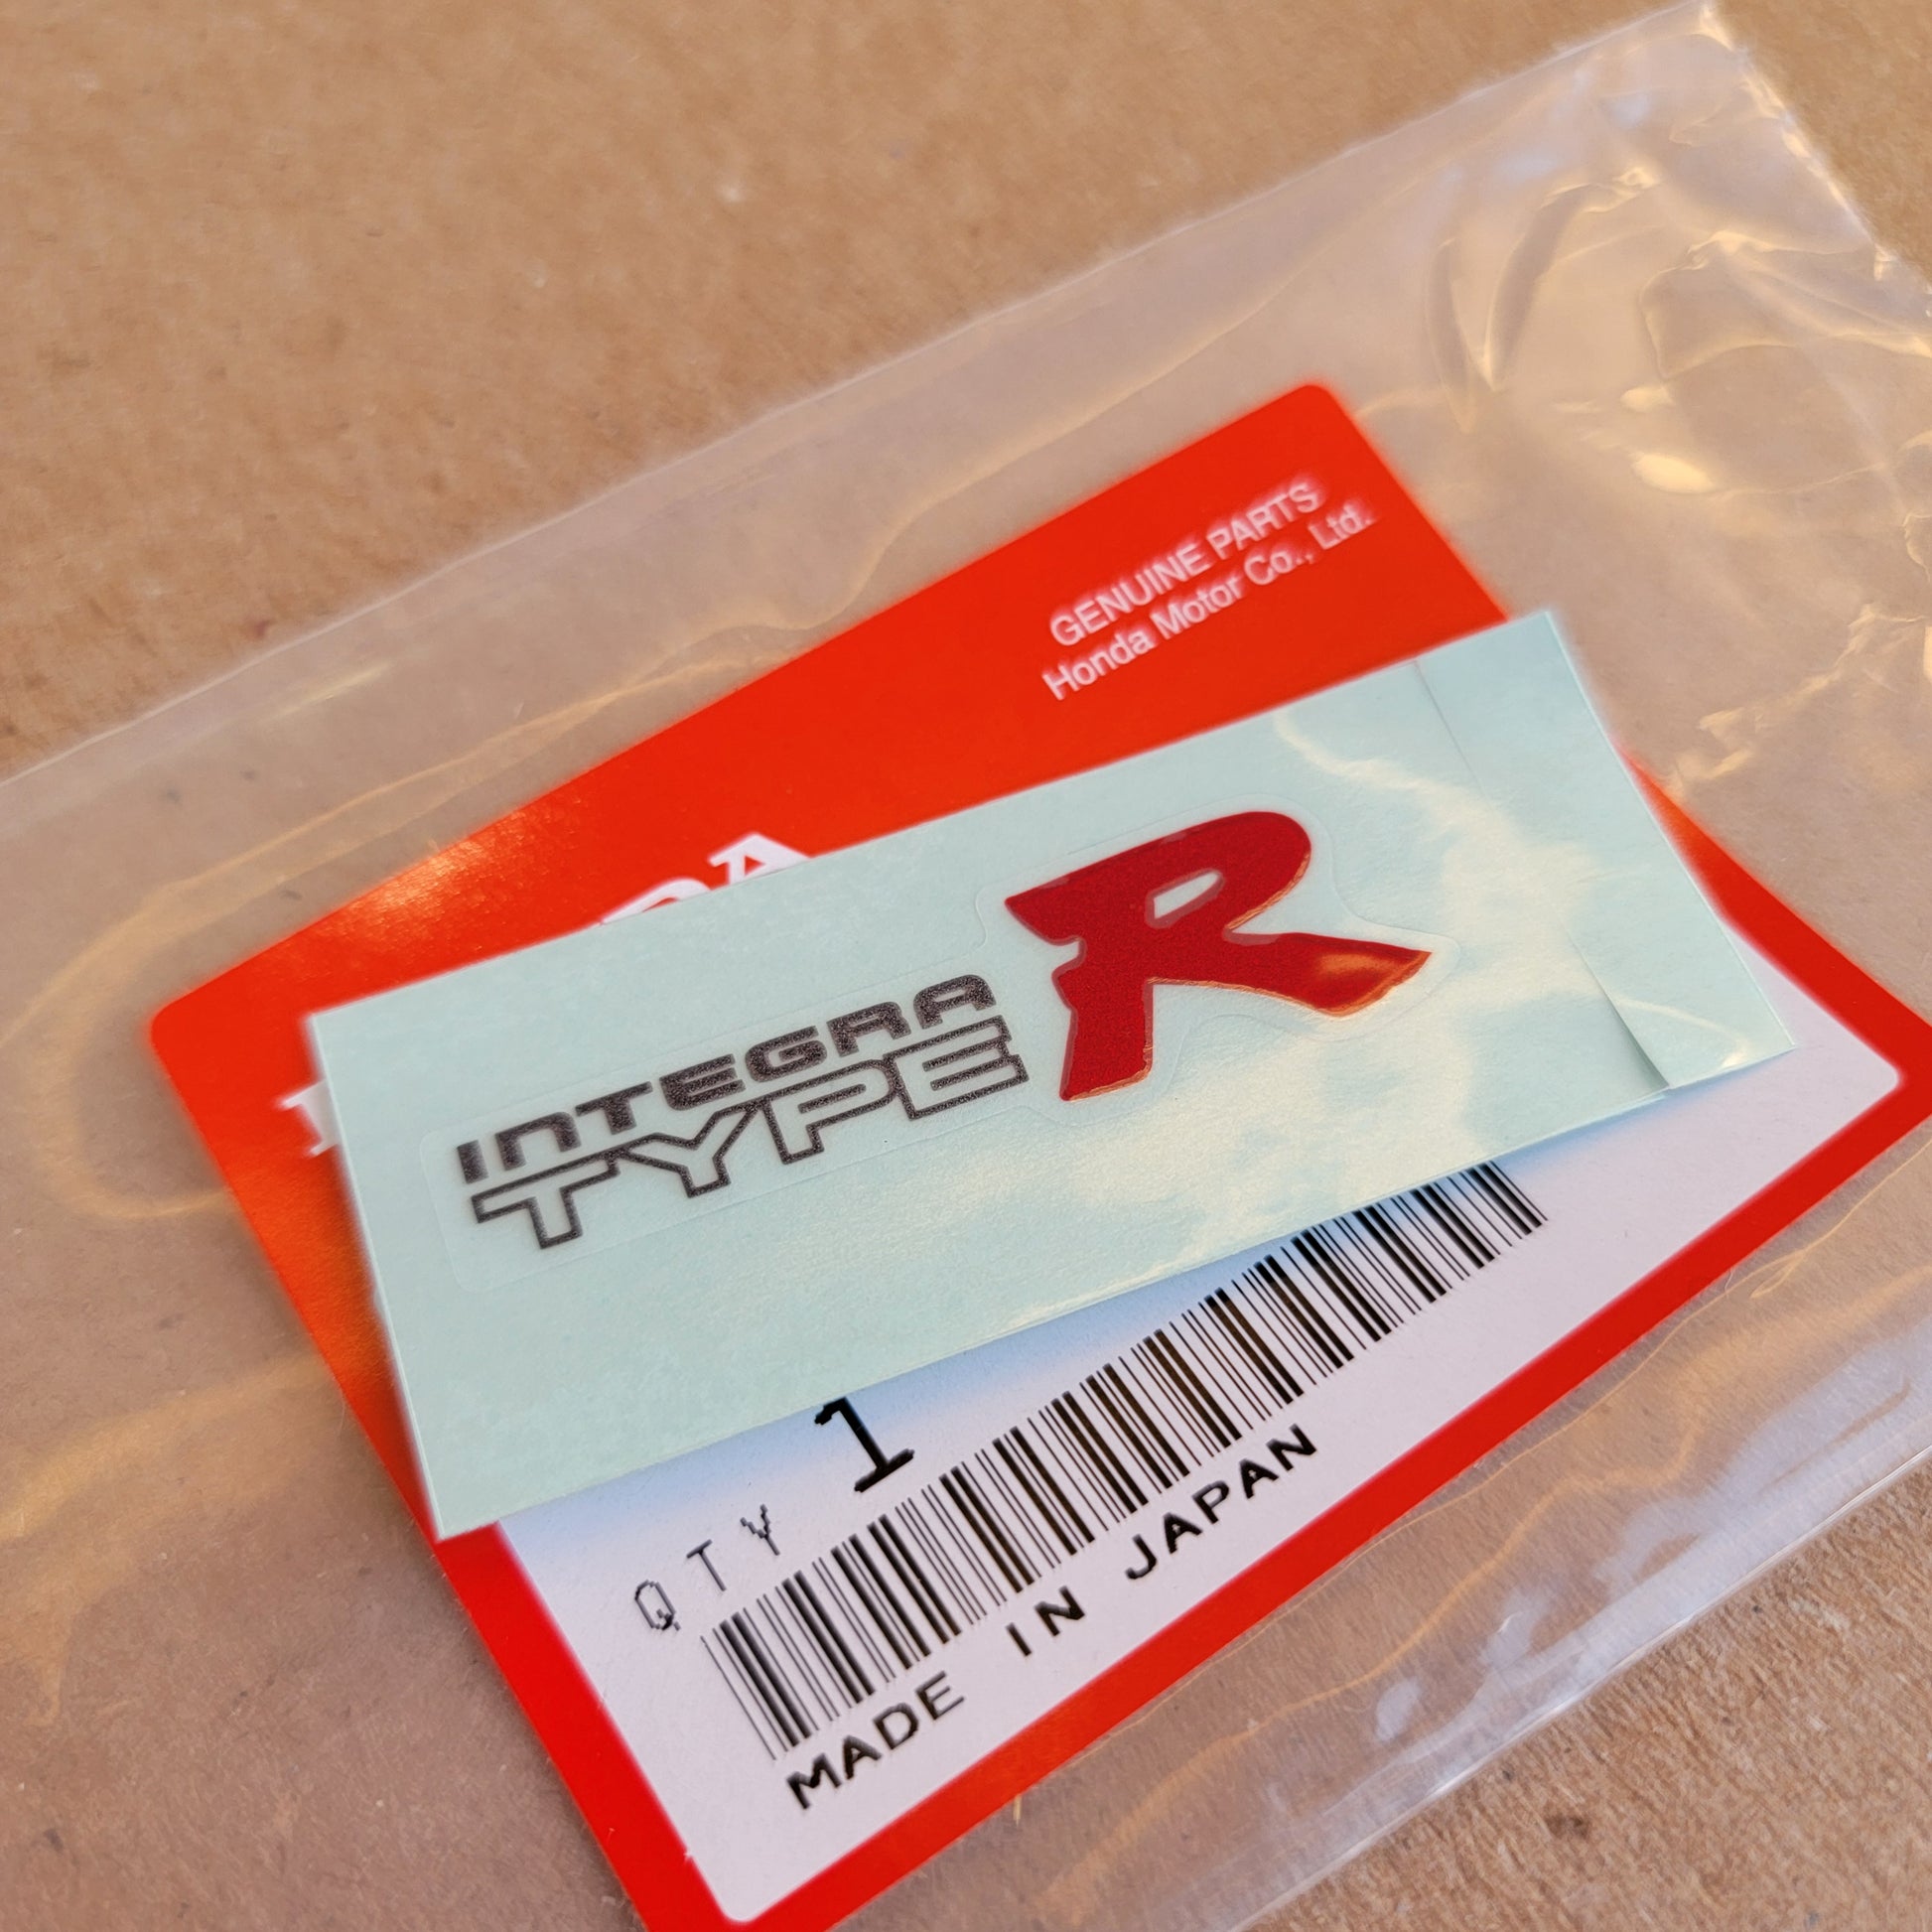 GENUINE PARTS
Honda Motor Co., Ltd.
INTEGRA
TYPE R
QTY 1
MADE IN JAPAN